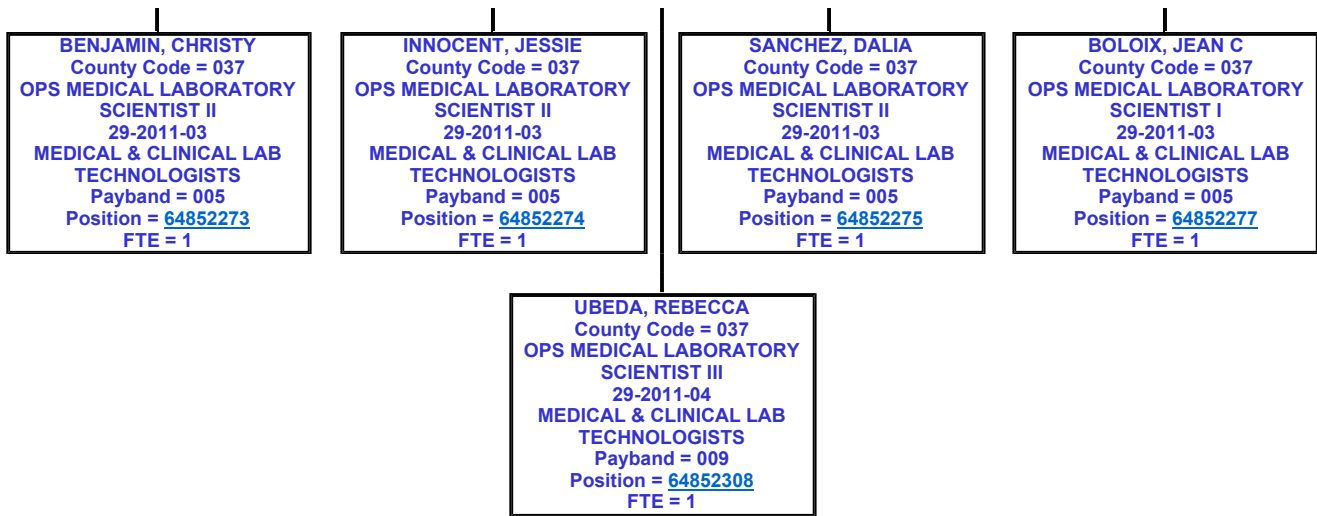 BENJAMIN, CHRISTY
County Code = 037
OPS MEDICAL LABORATORY
SCIENTIST II
29-2011-03
MEDICAL & CLINICAL LAB
TECHNOLOGISTS
Payband = 005
Position = 64852273
FTE = 1
INNOCENT, JESSIE
County Code = 037
OPS MEDICAL LABORATORY
SCIENTIST II
29-2011-03
MEDICAL & CLINICAL LAB
TECHNOLOGISTS
Payband = 005
Position = 64852274
FTE = 1
SANCHEZ, DALIA
County Code = 037
OPS MEDICAL LABORATORY
SCIENTIST II
29-2011-03
MEDICAL & CLINICAL LAB
TECHNOLOGISTS
Payband = 005
Position = 64852275
FTE = 1
BOLOIX, JEAN C
County Code = 037
OPS MEDICAL LABORATORY
SCIENTIST I
29-2011-03
MEDICAL & CLINICAL LAB
TECHNOLOGISTS
Payband = 005
Position = 64852277
FTE = 1
UBEDA, REBECCA
County Code = 037
OPS MEDICAL LABORATORY
SCIENTIST III
29-2011-04
MEDICAL & CLINICAL LAB
TECHNOLOGISTS
Payband = 009
Position = 64852308
FTE = 1